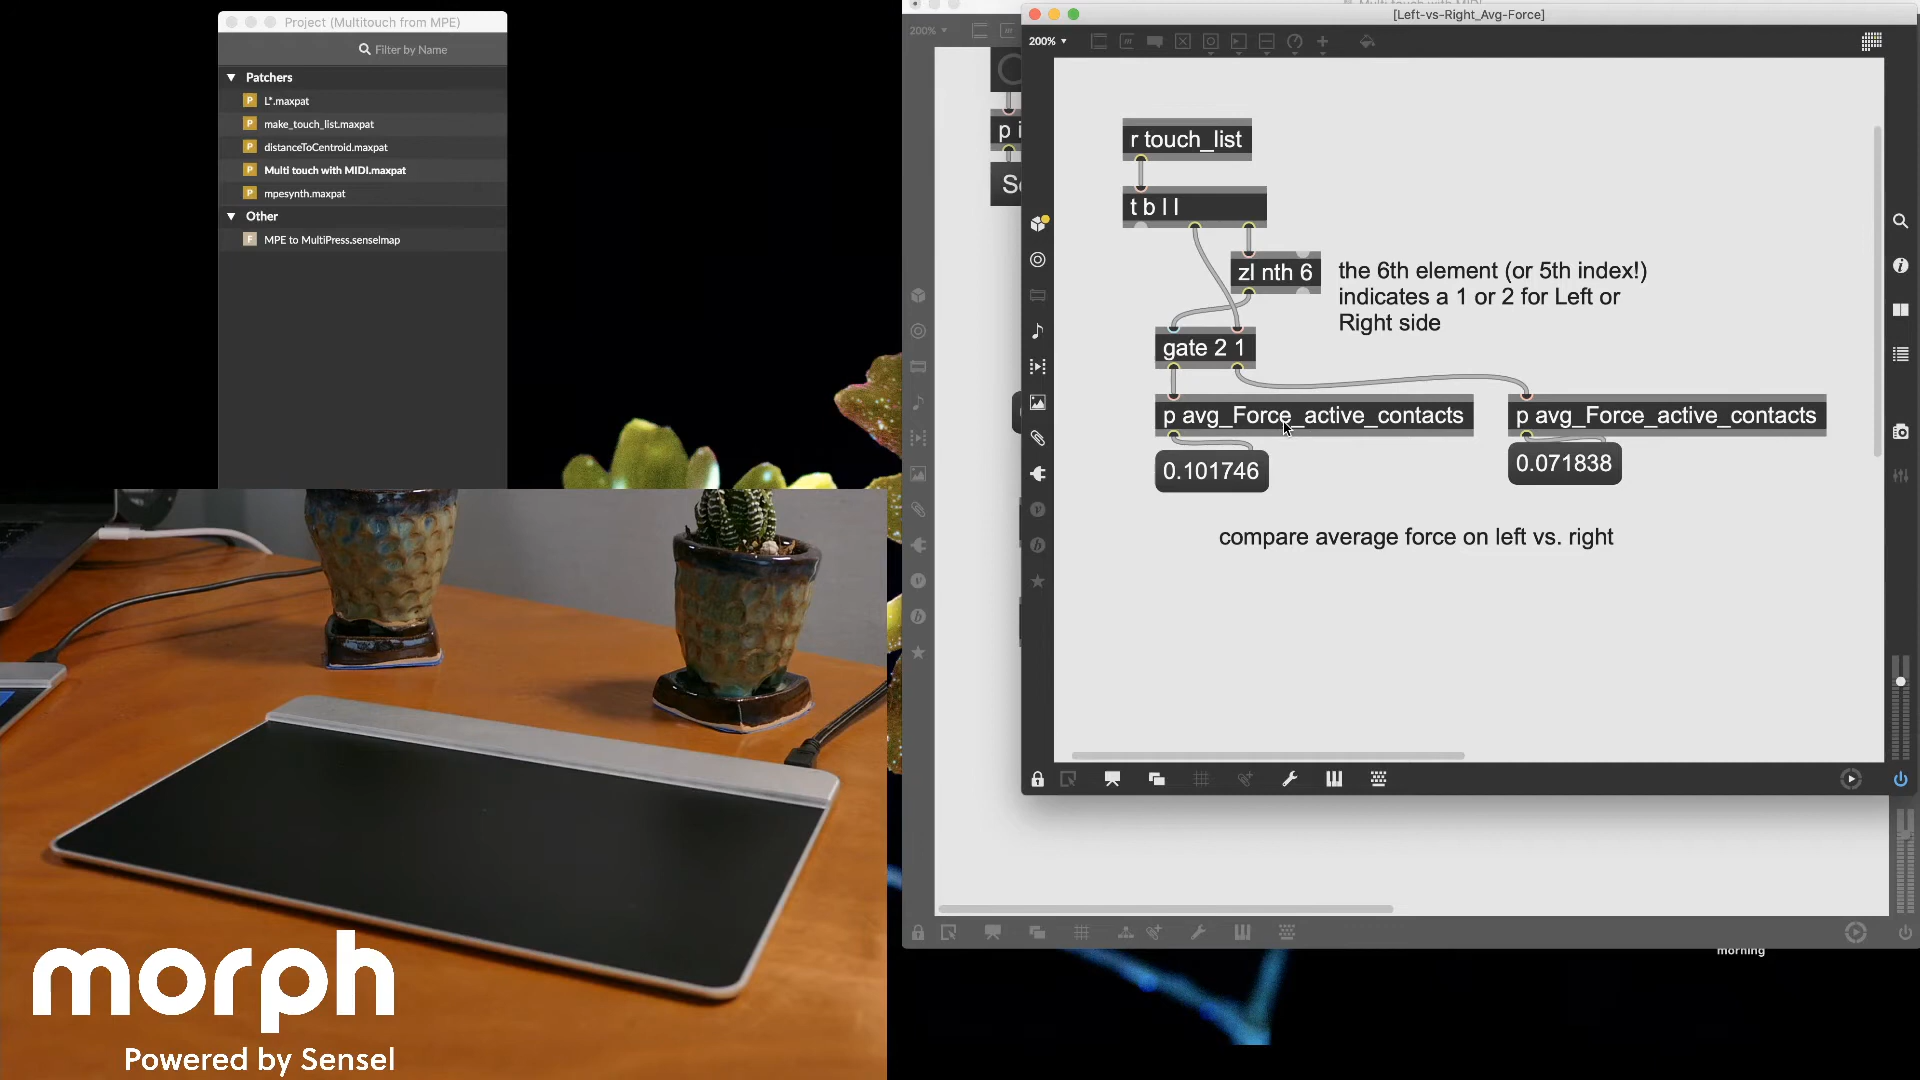 Project (Multitouch from MPE)
Filter by Name
Patchers
L*.maxpat
make_touch_list.maxpat
distanceToCentroid.maxpat
Multi touch with MIDI.maxpat
mpesynth.maxpat
Other
MPE to MultiPress.senselmap
200%
p i
[Left-vs-Right_Avg-Force]
200%
r touch_list
t b l l
zl nth 6
the 6th element (or 5th index!)
indicates a 1 or 2 for Left or
Right side
gate 2 1
p avg_Force_active_contacts
p avg_Force_active_contacts
0.101746
0.071838
compare average force on left vs. right
morning
morph
Powered by Sensel